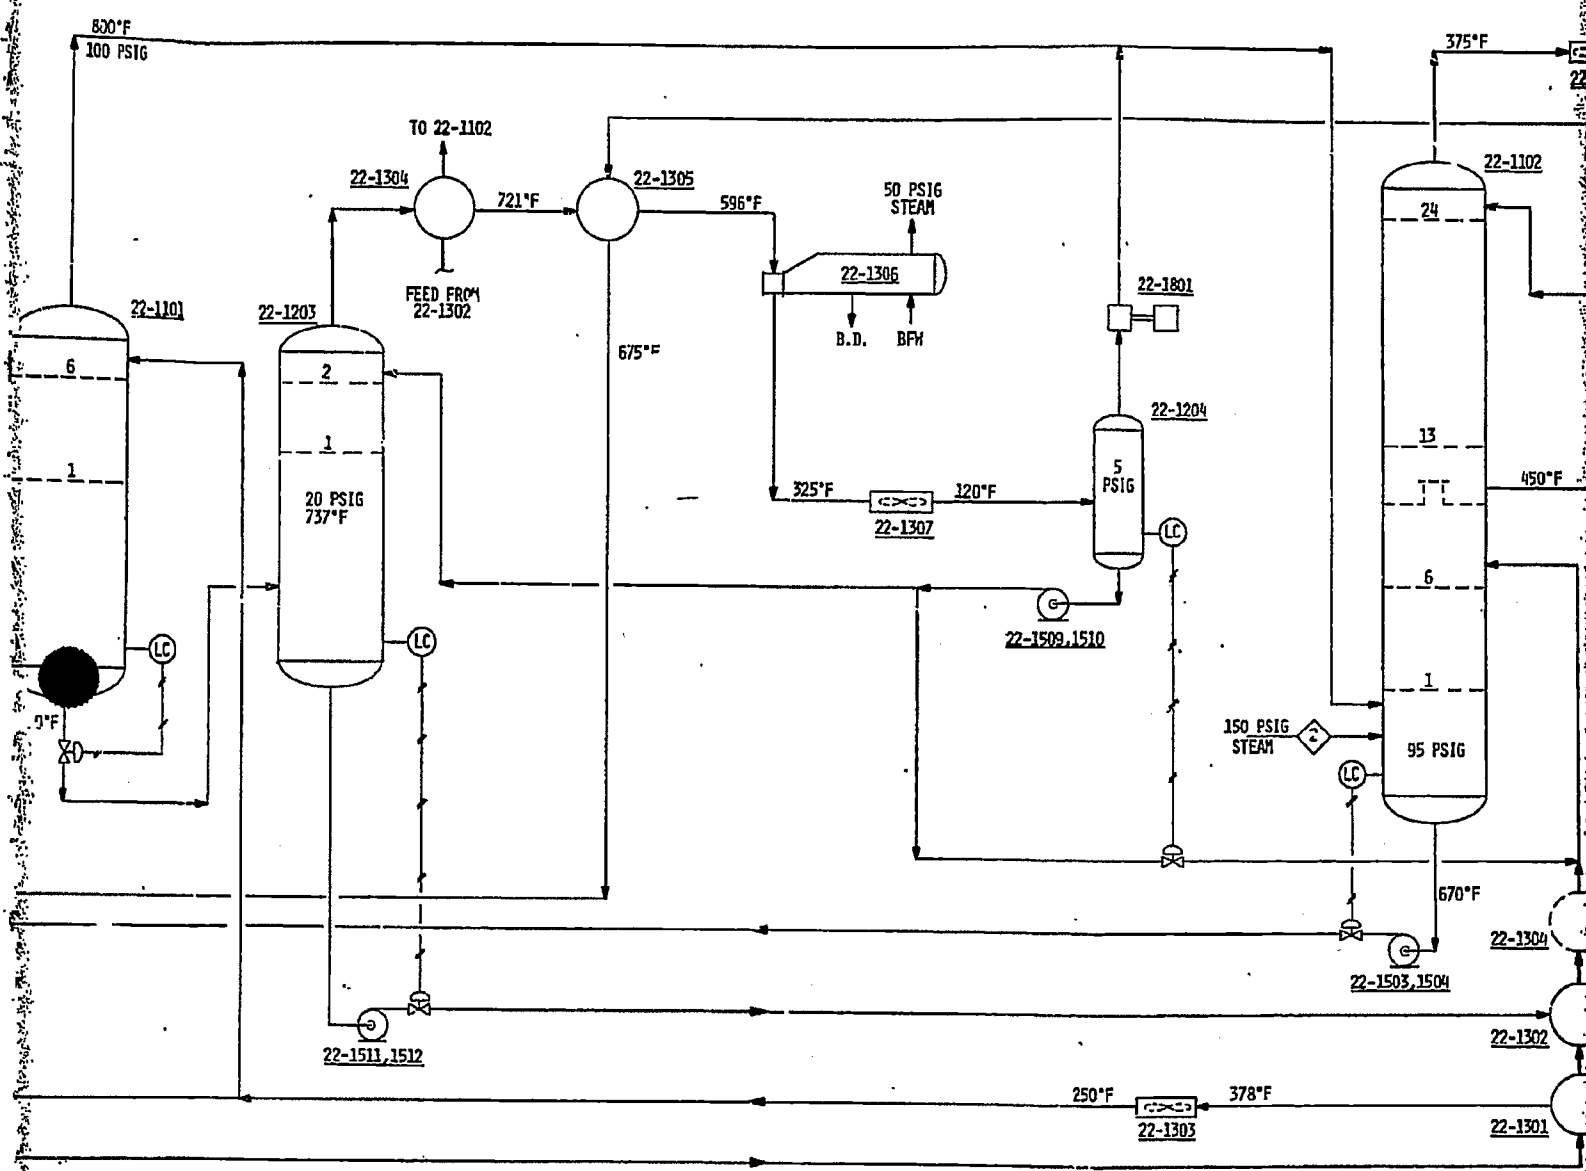 800°F
100 PSIG
375°F
22
TO 22-1102
22-1304
721°F
22-1305
596°F
50 PSIG
STEAM
22-1306
B.D.
BFW
FEED FROM
22-1302
22-1102
24
22-1101
6
1
22-1203
2
1
20 PSIG
737°F
675°F
22-1801
22-1204
5
PSIG
325°F
120°F
22-1307
13
450°F
6
1
LC
LC
LC
22-1509,1510
150 PSIG
STEAM
2
95 PSIG
LC
0°F
670°F
22-1304
22-1503,1504
22-1302
22-1511,1512
250°F
378°F
22-1303
22-1301